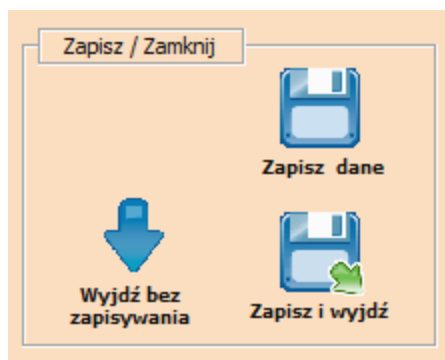 Zapisz / Zamknij
Zapisz dane
Wyjdź bez
zapisywania
Zapisz i wyjdź